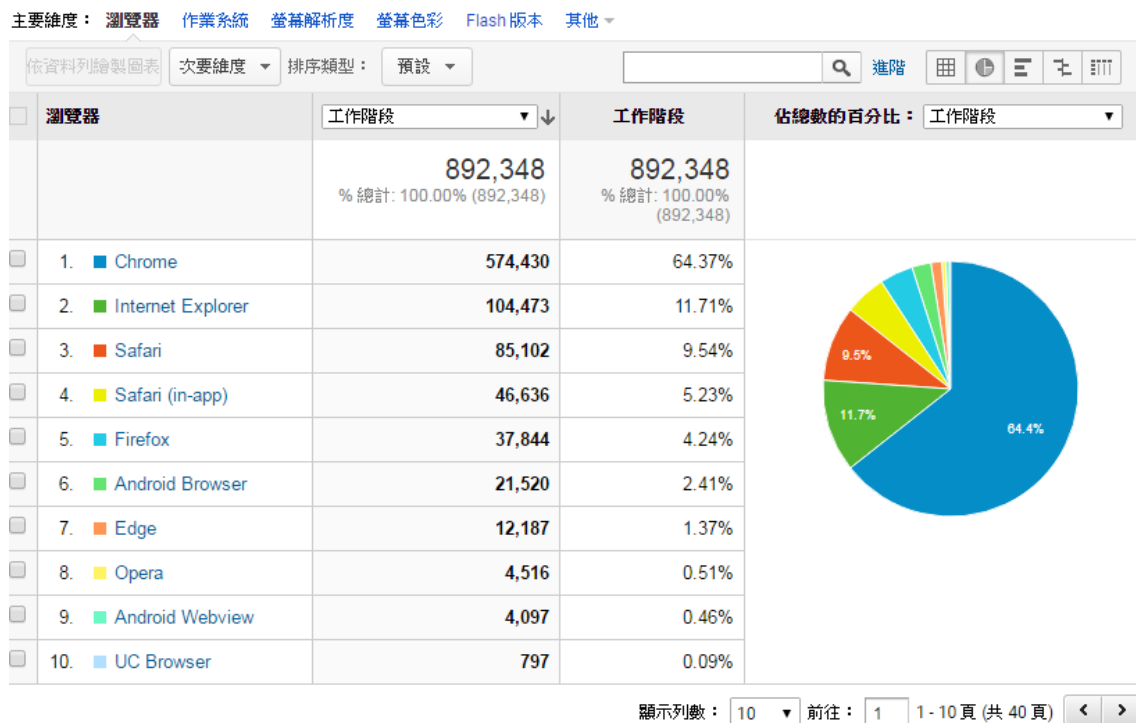 主要維度： 瀏覽器 作業系統 螢幕解析度 螢幕色彩 Flash 版本 其他
依資料列繪製圖表 次要維度 排序類型： 預設 進階
瀏覽器 工作階段 工作階段 佔總數的百分比： 工作階段
892,348 892,348
% 總計: 100.00% (892,348) % 總計: 100.00%
(892,348)
1. Chrome 574,430 64.37%
2. Internet Explorer 104,473 11.71%
3. Safari 85,102 9.54%
4. Safari (in-app) 46,636 5.23%
5. Firefox 37,844 4.24%
6. Android Browser 21,520 2.41%
7. Edge 12,187 1.37%
8. Opera 4,516 0.51%
9. Android Webview 4,097 0.46%
10. UC Browser 797 0.09%
9.5%
11.7%
64.4%
顯示列數： 10 前往： 1 1 - 10 頁 (共 40 頁)